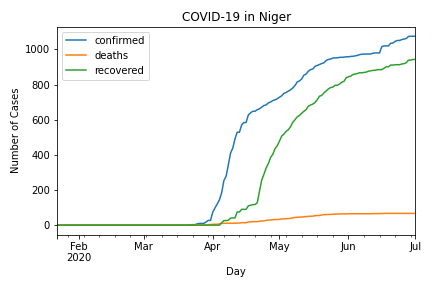 COVID-19 in Niger
confirmed
deaths
recovered
Number of Cases
1000
800
600
400
200
0
Feb Mar Apr May Jun Jul
2020
Day